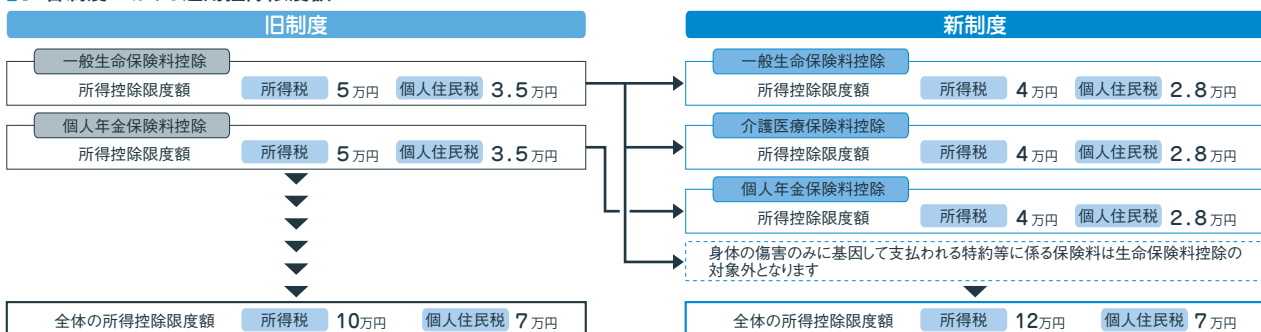 旧制度
一般生命保険料控除
所得控除限度額 所得税 5万円 個人住民税 3.5万円
個人年金保険料控除
所得控除限度額 所得税 5万円 個人住民税 3.5万円
全体の所得控除限度額 所得税 10万円 個人住民税 7万円
新制度
一般生命保険料控除
所得控除限度額 所得税 4万円 個人住民税 2.8万円
介護医療保険料控除
所得控除限度額 所得税 4万円 個人住民税 2.8万円
個人年金保険料控除
所得控除限度額 所得税 4万円 個人住民税 2.8万円
身体の傷害のみに基因して支払われる特約等に係る保険料は生命保険料控除の
対象外となります
全体の所得控除限度額 所得税 12万円 個人住民税 7万円